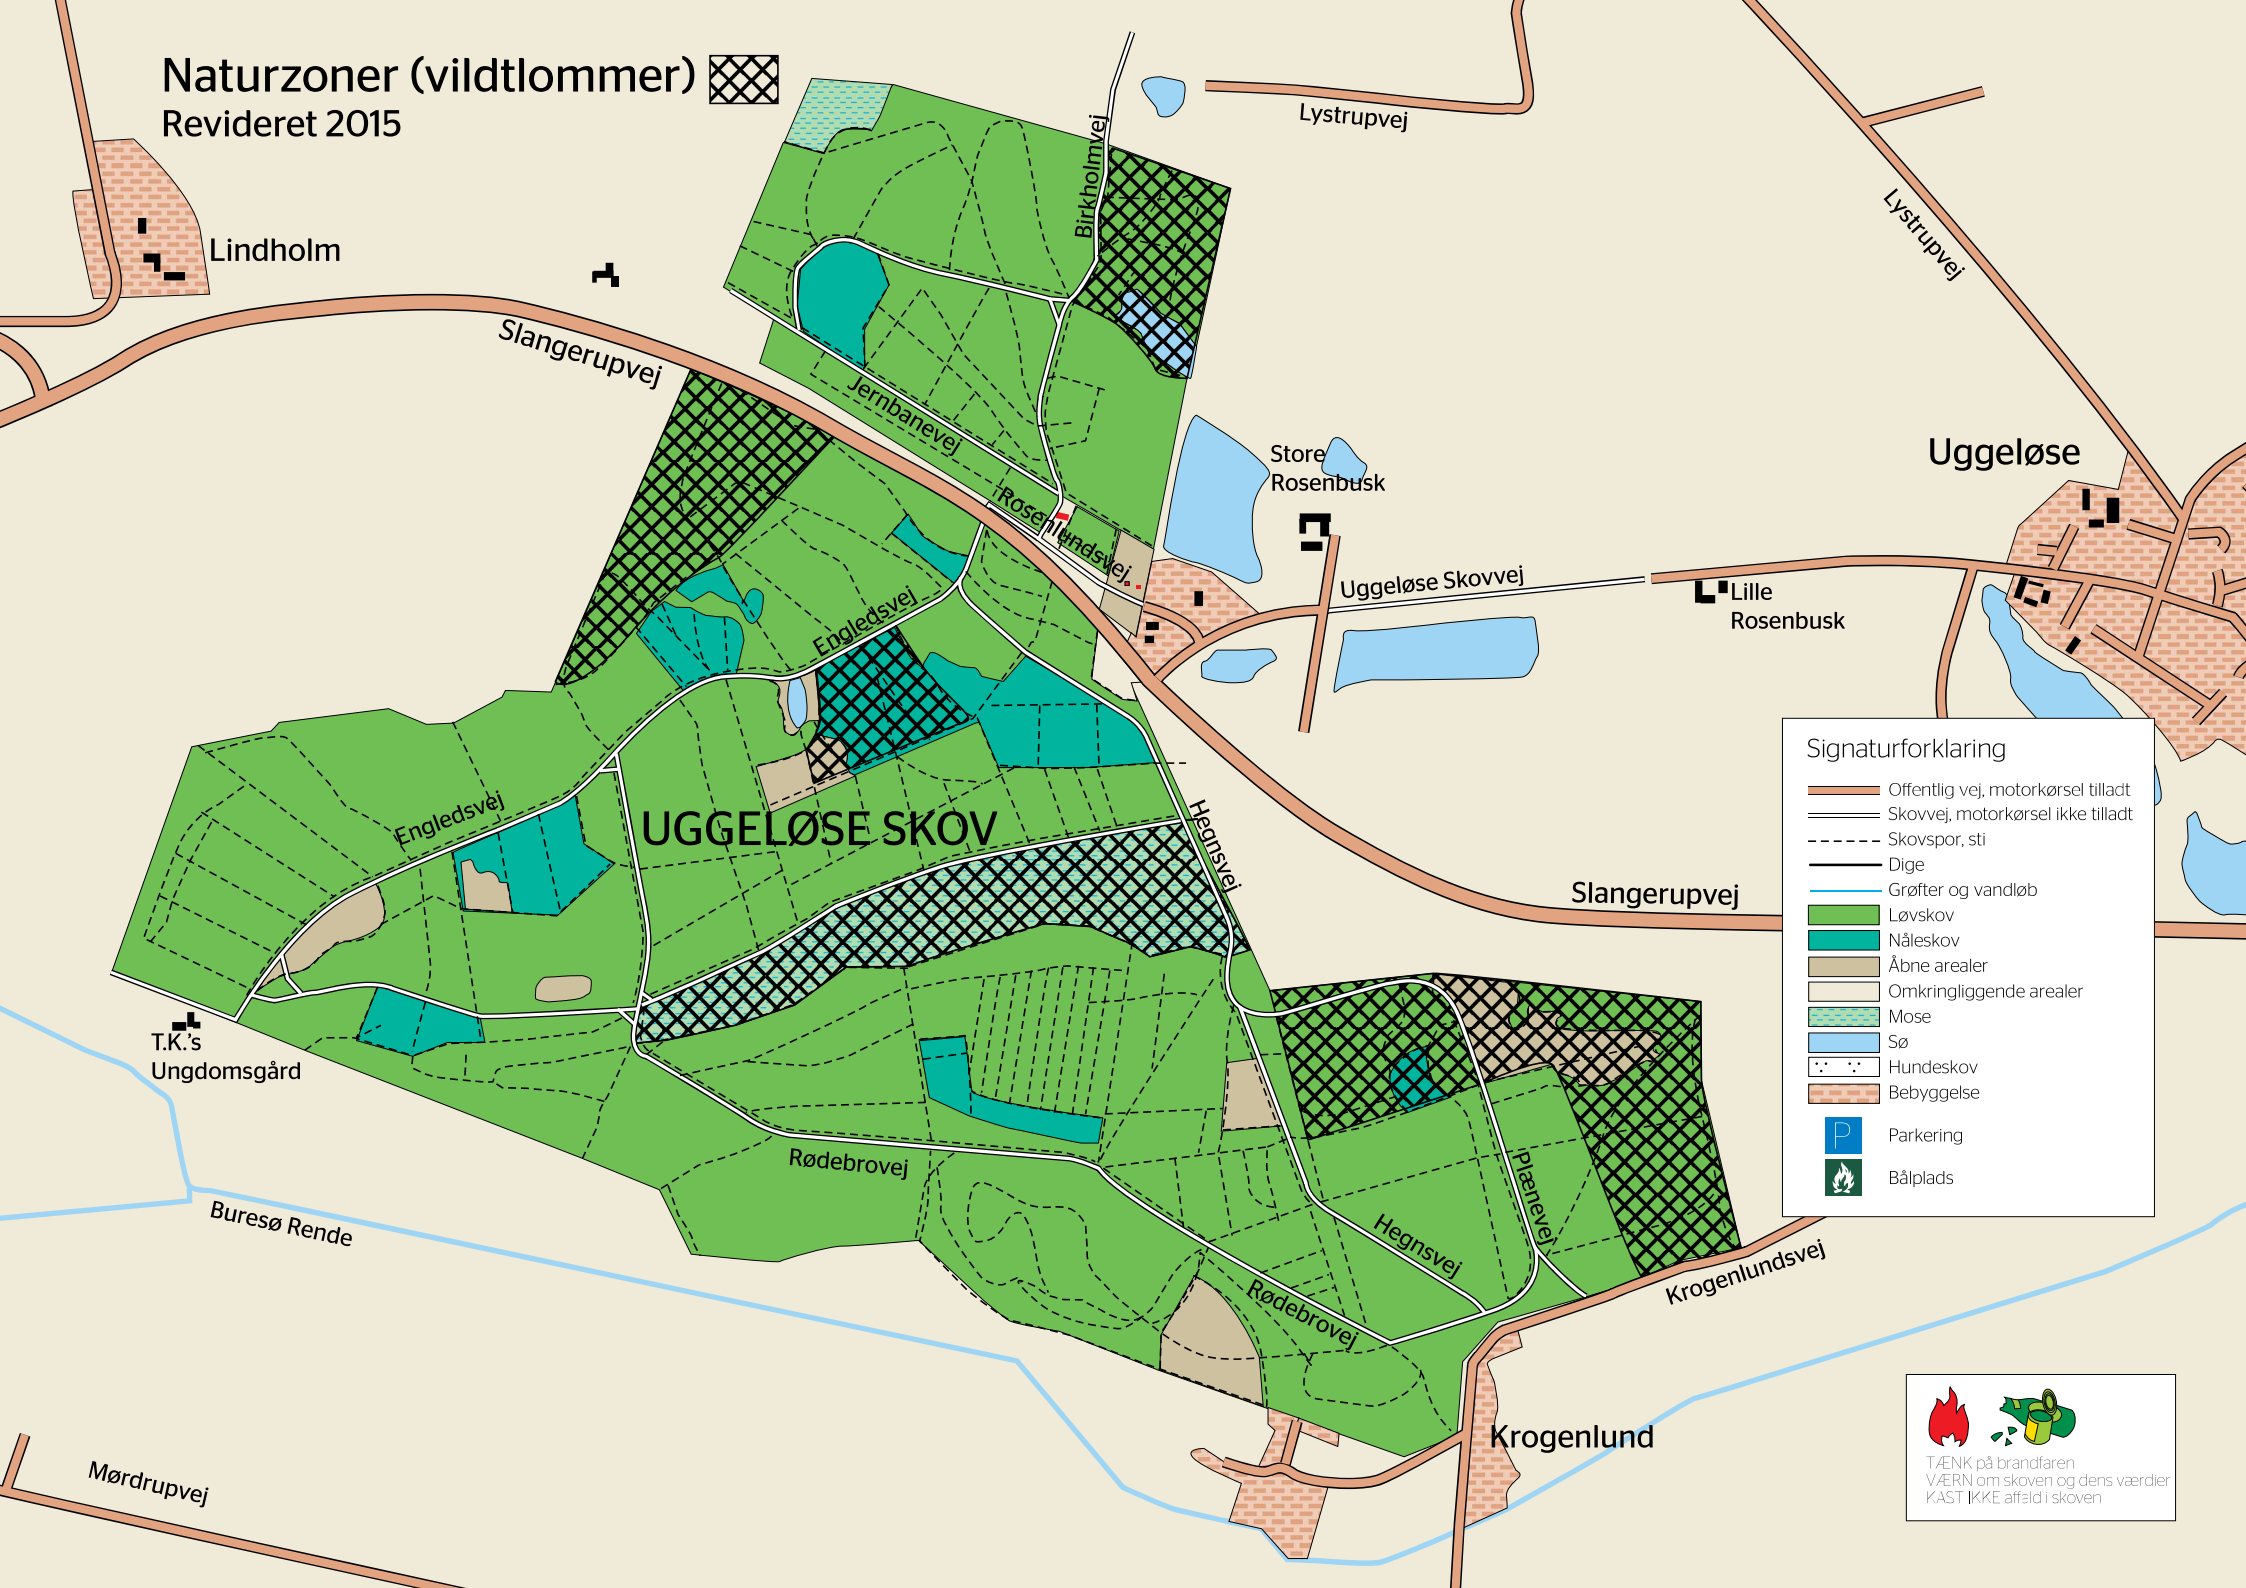 Naturzoner (vildtlommer)
Revideret 2015
Lystrupvej
Birkholmvej
Lystrupvej
Lindholm
Slangerupvej
Jernbanevej
Store
Rosenbusk
Uggeløse
Rosenlundsvej
Uggeløse Skovvej
Lille
Rosenbusk
Engledsvej
Engledsvej
UGGELØSE SKOV
Hegnsvej
Slangerupvej
T.K.'s
Ungdomsgård
Rødebrovej
Buresø Rende
Plænevej
Hegnsvej
Rødebrovej
Krogenlundsvej
Krogenlund
Mørdrupvej
Signaturforklaring
Offentlig vej, motorkørsel tilladt
Skovvej, motorkørsel ikke tilladt
Skovspor, sti
Dige
Grøfter og vandløb
Løvskov
Nåleskov
Åbne arealer
Omkringliggende arealer
Mose
Sø
Hundeskov
Bebyggelse
P Parkering
Bålplads
TÆNK på brandfaren
VÆRN om skoven og dens værdier
KAST IKKE affald i skoven